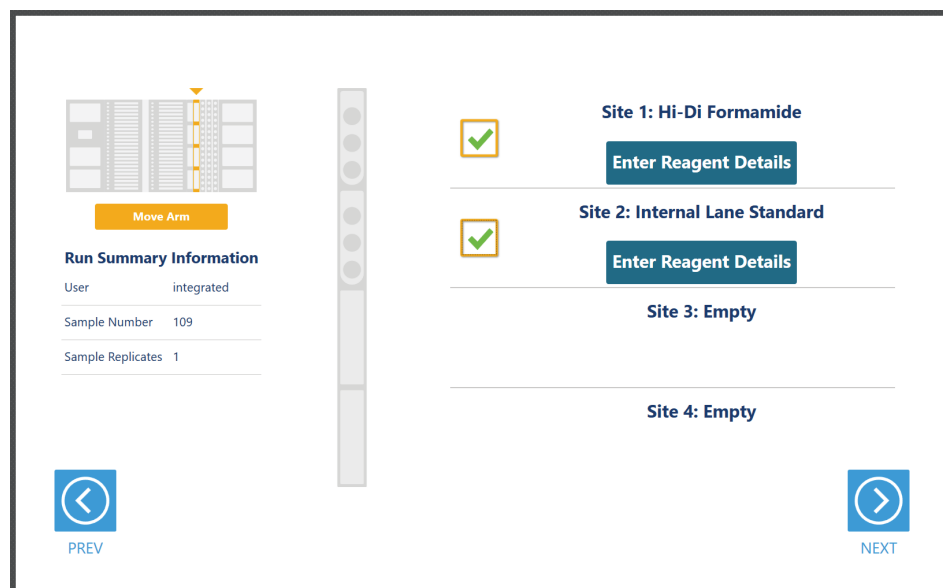 Move Arm
Run Summary Information
User integrated
Sample Number 109
Sample Replicates 1
Site 1: Hi-Di Formamide
Enter Reagent Details
Site 2: Internal Lane Standard
Enter Reagent Details
Site 3: Empty
Site 4: Empty
PREV
NEXT